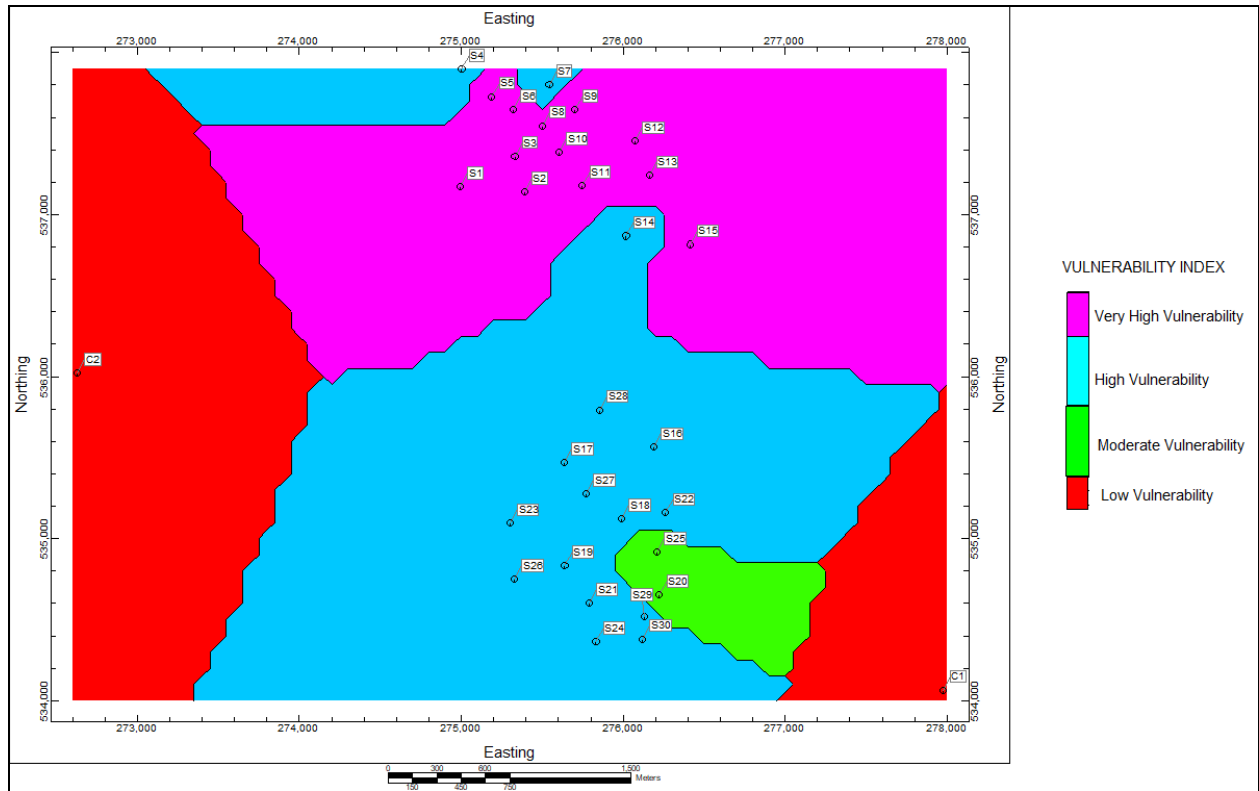 Easting
273,000 274,000 275,000 276,000 277,000 278,000
S4
S7
S5
S6
S9
S8
S12
S10
S3
S13
S1
S2
S11
537,000
537,000
S14
S15
VULNERABILITY INDEX
Very High Vulnerability
High Vulnerability
Moderate Vulnerability
Low Vulnerability
C2
536,000
536,000
Northing
Northing
S28
S16
S17
S27
S23
S18
S22
535,000
535,000
S25
S19
S26
S20
S29
S21
S30
S24
C1
534,000
534,000
273,000 274,000 275,000 276,000 277,000 278,000
Easting
0 300 600 1,500
Meters
150 450 750